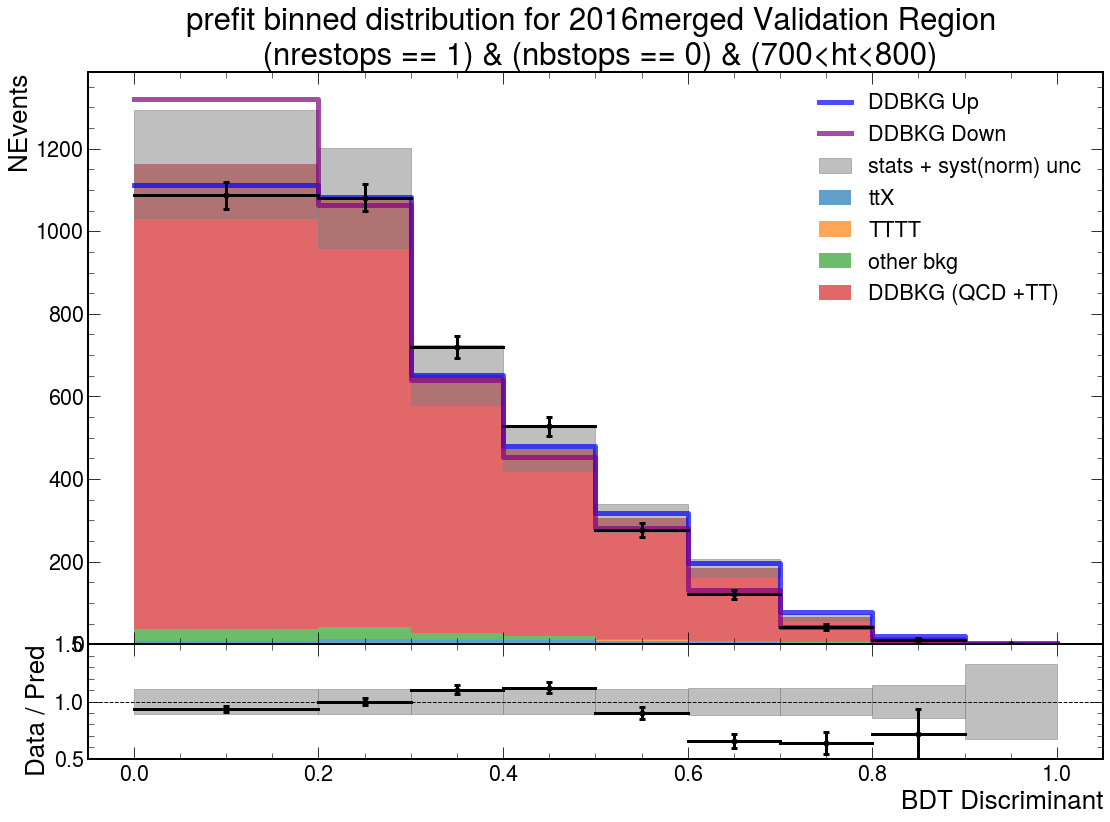 prefit binned distribution for 2016merged Validation Region
(nrestops == 1) & (nbstops == 0) & (700<ht<800)
NEvents
1200
1000
800
600
400
200
0
DDBKG Up
DDBKG Down
stats + syst(norm) unc
ttX
TTTT
other bkg
DDBKG (QCD +TT)
Data / Pred
1.5
1.0
0.5
0.0 0.2 0.4 0.6 0.8 1.0
BDT Discriminant